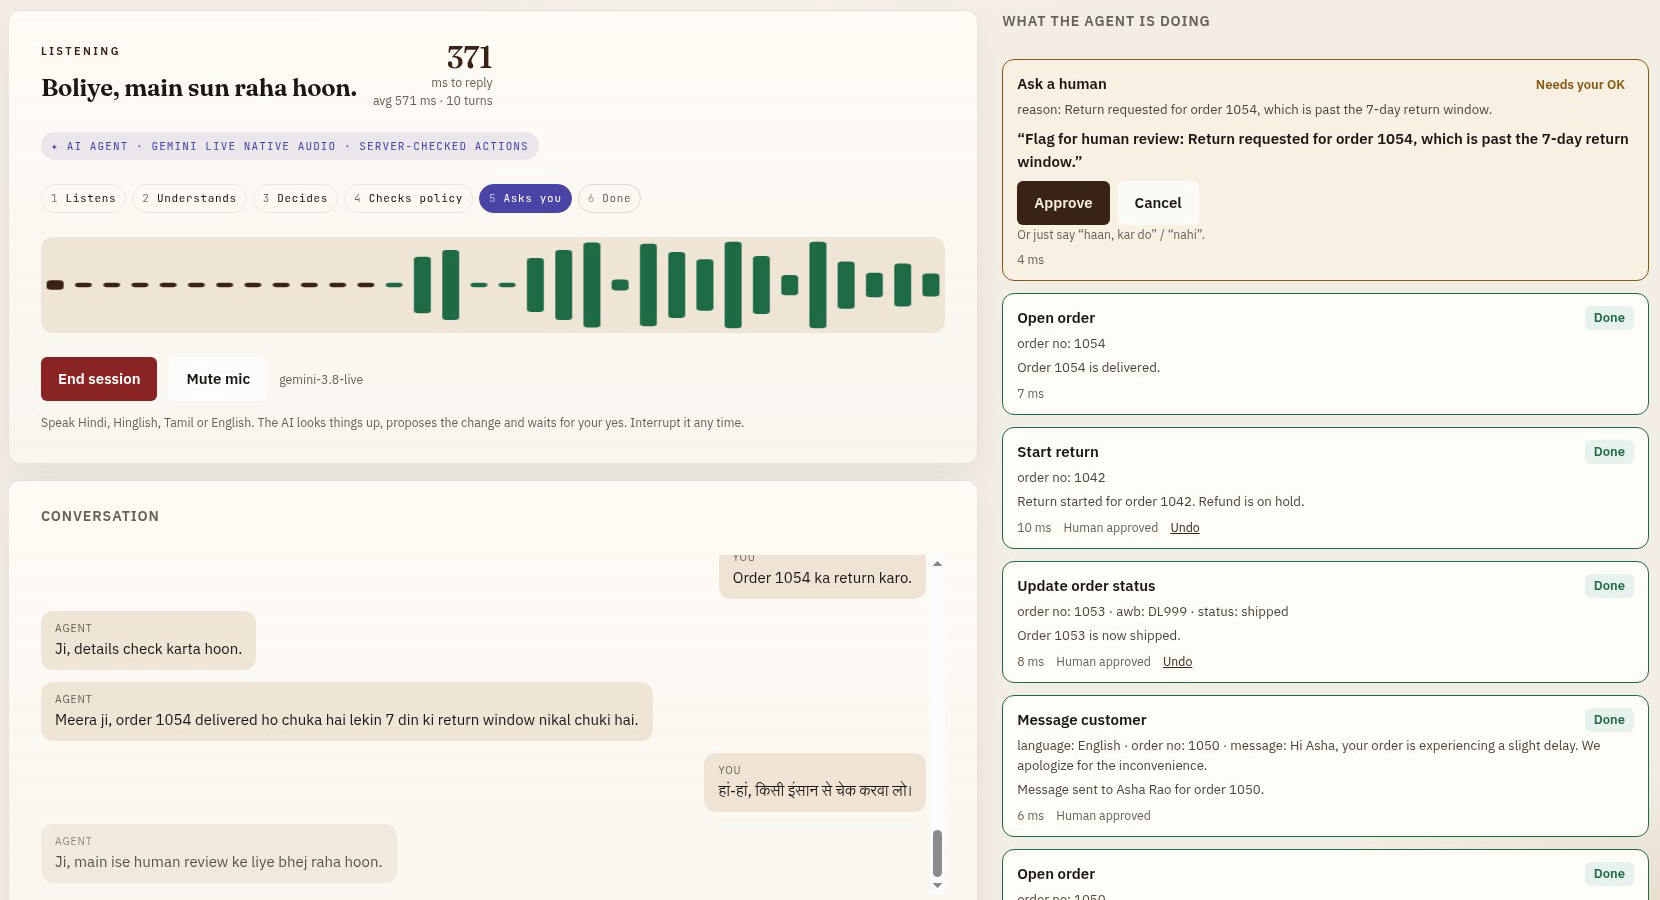 LISTENING
Boliye, main sun raha hoon.
371
ms to reply
avg 571 ms · 10 turns
✦ AI AGENT · GEMINI LIVE NATIVE AUDIO · SERVER-CHECKED ACTIONS
1 Listens
2 Understands
3 Decides
4 Checks policy
5 Asks you
6 Done
End session
Mute mic
gemini-3.8-live
Speak Hindi, Hinglish, Tamil or English. The AI looks things up, proposes the change and waits for your yes. Interrupt it any time.
CONVERSATION
YOU
Order 1054 ka return karo.
AGENT
Ji, details check karta hoon.
AGENT
Meera ji, order 1054 delivered ho chuka hai lekin 7 din ki return window nikal chuki hai.
YOU
हां-हां, किसी इंसान से चेक करवा लो।
AGENT
Ji, main ise human review ke liye bhej raha hoon.
WHAT THE AGENT IS DOING
Ask a human
Needs your OK
reason: Return requested for order 1054, which is past the 7-day return window.
“Flag for human review: Return requested for order 1054, which is past the 7-day return
window.”
Approve
Cancel
Or just say “haan, kar do” / “nahi”.
4 ms
Open order
Done
order no: 1054
Order 1054 is delivered.
7 ms
Start return
Done
order no: 1042
Return started for order 1042. Refund is on hold.
10 ms Human approved Undo
Update order status
Done
order no: 1053 · awb: DL999 · status: shipped
Order 1053 is now shipped.
8 ms Human approved Undo
Message customer
Done
language: English · order no: 1050 · message: Hi Asha, your order is experiencing a slight delay. We
apologize for the inconvenience.
Message sent to Asha Rao for order 1050.
6 ms Human approved
Open order
Done
order no: 1050